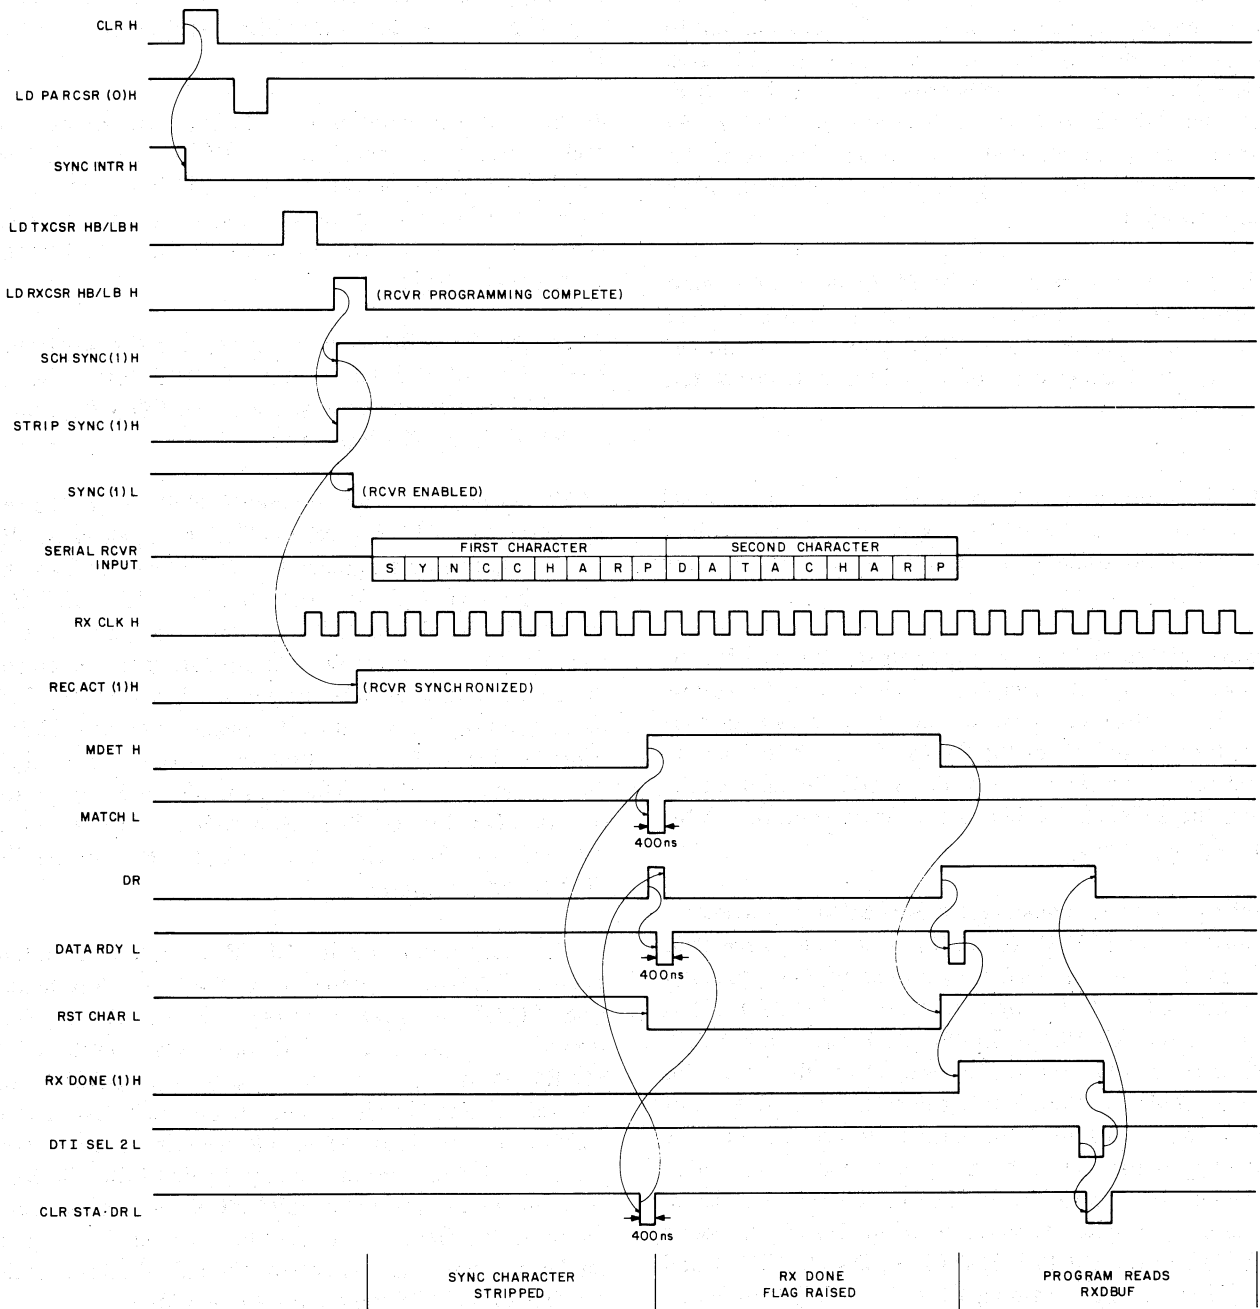 CLR H
LD PARCSR (0)H
SYNC INTR H
LD TXCSR HB/LB H
LD RXCSR HB/LB H
(RCVR PROGRAMMING COMPLETE)
SCH SYNC (1) H
STRIP SYNC (1) H
SYNC (1) L
(RCVR ENABLED)
SERIAL RCVR
INPUT
FIRST CHARACTER
SECOND CHARACTER
S Y N C C H A R P D A T A C H A R P
RX CLK H
REC ACT (1)H
(RCVR SYNCHRONIZED)
MDET H
MATCH L
400ns
DR
DATA RDY L
400ns
RST CHAR L
RX DONE (1) H
DTI SEL 2 L
CLR STA·DR L
400ns
SYNC CHARACTER
STRIPPED
RX DONE
FLAG RAISED
PROGRAM READS
RXDBUF